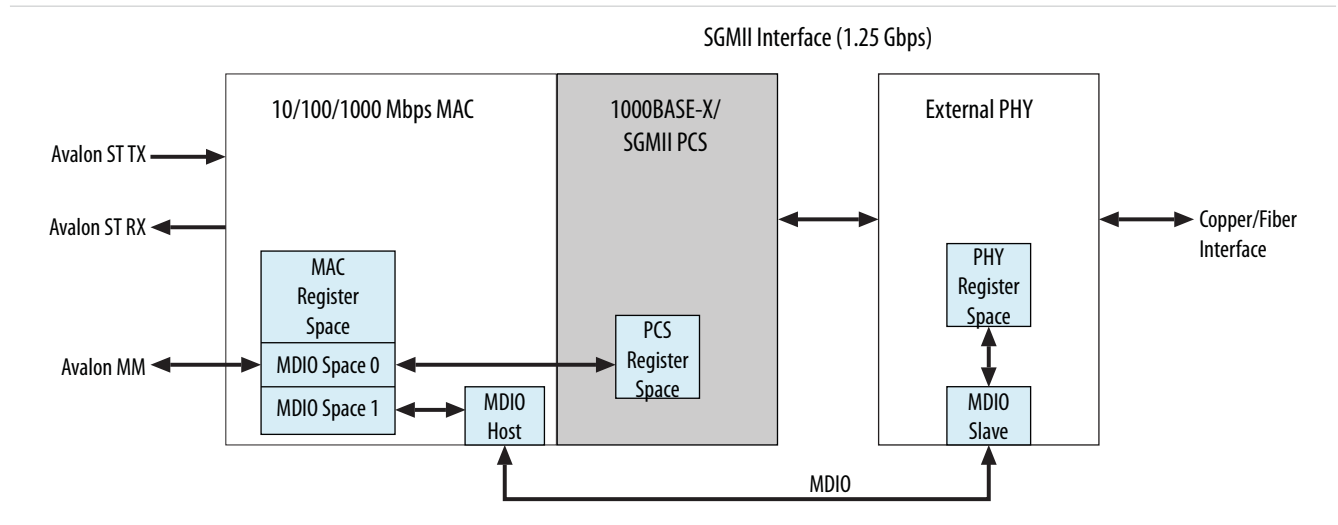 SGMII Interface (1.25 Gbps)
10/100/1000 Mbps MAC
1000BASE-X/
SGMII PCS
External PHY
Avalon ST TX
Avalon ST RX
Copper/Fiber
Interface
MAC
Register
Space
PHY
Register
Space
PCS
Register
Space
Avalon MM
MDIO Space 0
MDIO Space 1
MDIO
Host
MDIO
Slave
MDIO